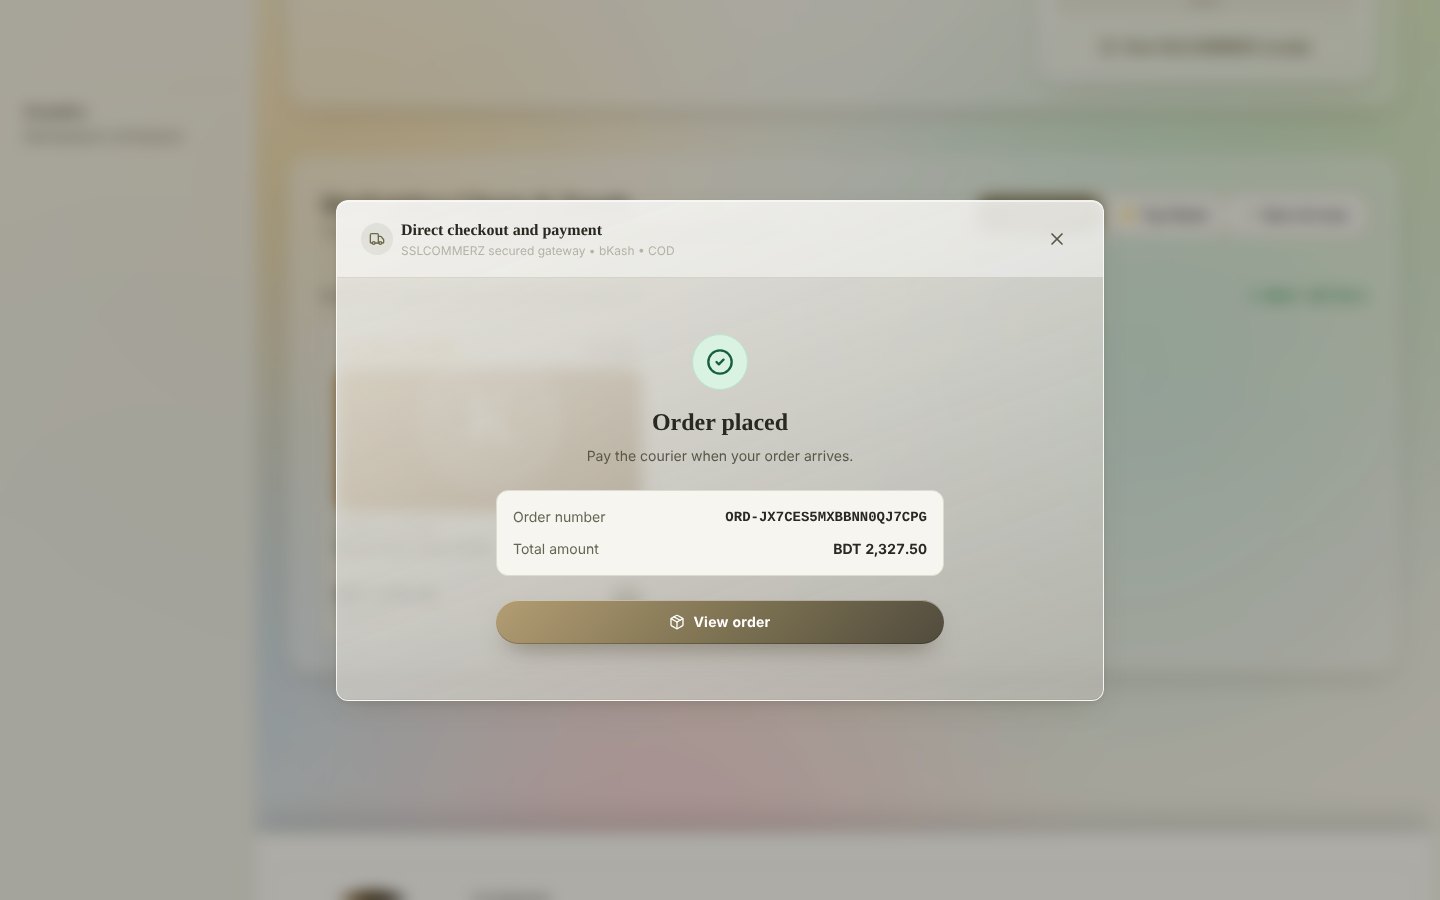 Direct checkout and payment
SSLCOMMERZ secured gateway • bKash • COD
Order placed
Pay the courier when your order arrives.
Order number ORD-JX7CES5MXBBNN0QJ7CPG
Total amount BDT 2,327.50
View order